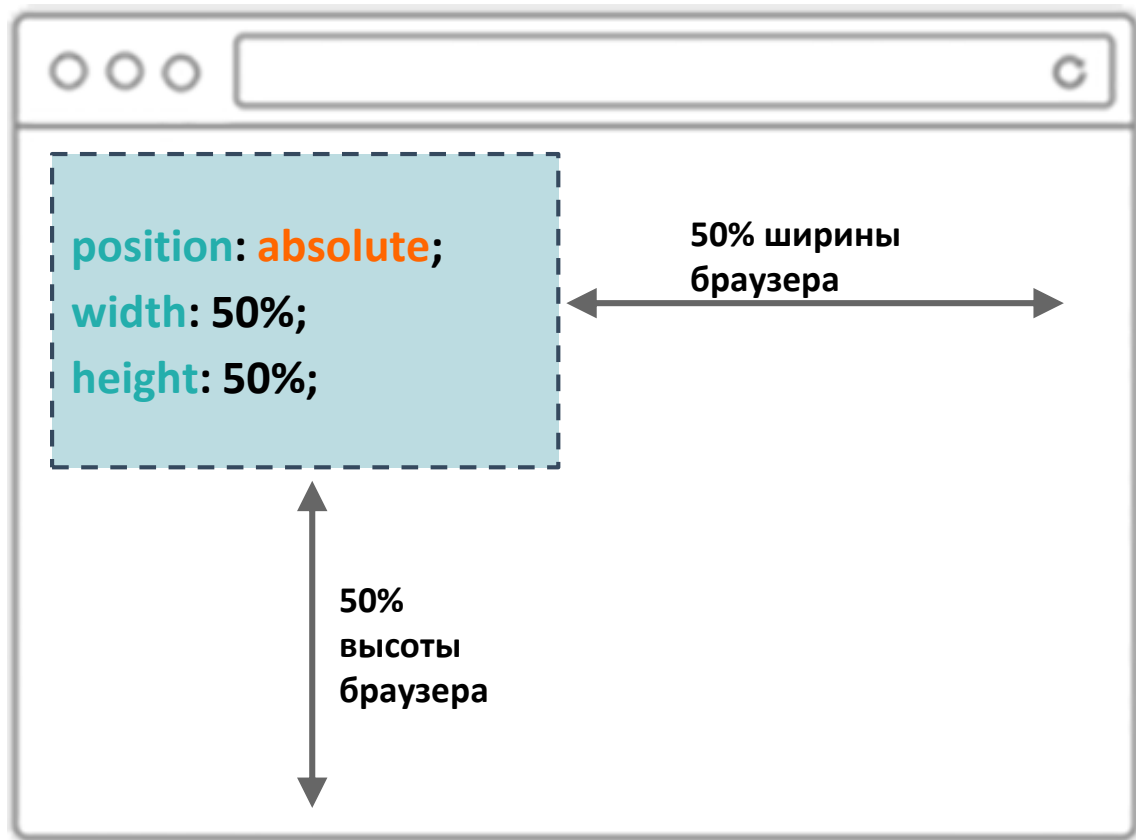 position: absolute;
width: 50%;
height: 50%;
50% ширины
браузера
50%
высоты
браузера